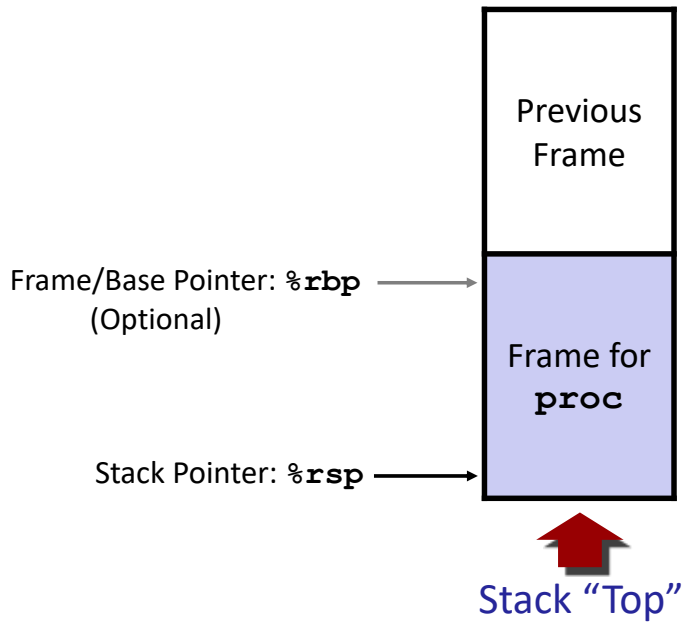 Previous
Frame
Frame/Base Pointer: %rbp
(Optional)
Frame for
proc
Stack Pointer: %rsp
Stack “Top”